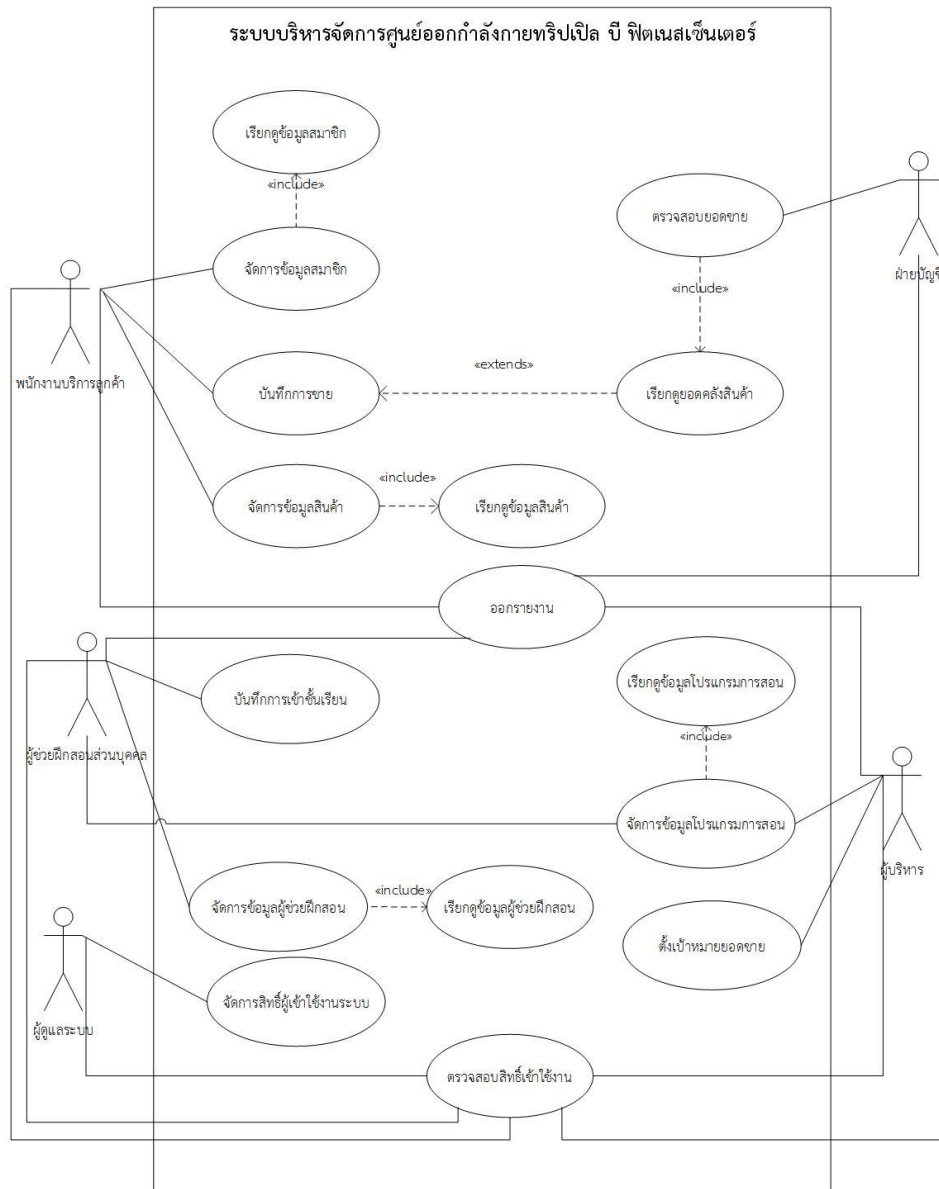 ระบบบริหารจัดการศูนย์ออกกำลังกายทริปเปิล บี ฟิตเนสเซ็นเตอร์
เรียกดูข้อมูลสมาชิก
«include»
ตรวจสอบยอดขาย
จัดการข้อมูลสมาชิก
ฝ่ายบัญชี
«include»
พนักงานบริการลูกค้า
«extends»
บันทึกการขาย
เรียกดูยอดคลังสินค้า
«include»
จัดการข้อมูลสินค้า
เรียกดูข้อมูลสินค้า
ออกรายงาน
เรียกดูข้อมูลโปรแกรมการสอน
บันทึกการเข้าชั้นเรียน
«include»
ผู้ช่วยฝึกสอนส่วนบุคคล
จัดการข้อมูลโปรแกรมการสอน
ผู้บริหาร
«include»
จัดการข้อมูลผู้ช่วยฝึกสอน
เรียกดูข้อมูลผู้ช่วยฝึกสอน
ตั้งเป้าหมายยอดขาย
จัดการสิทธิ์ผู้เข้าใช้งานระบบ
ผู้ดูแลระบบ
ตรวจสอบสิทธิ์เข้าใช้งาน